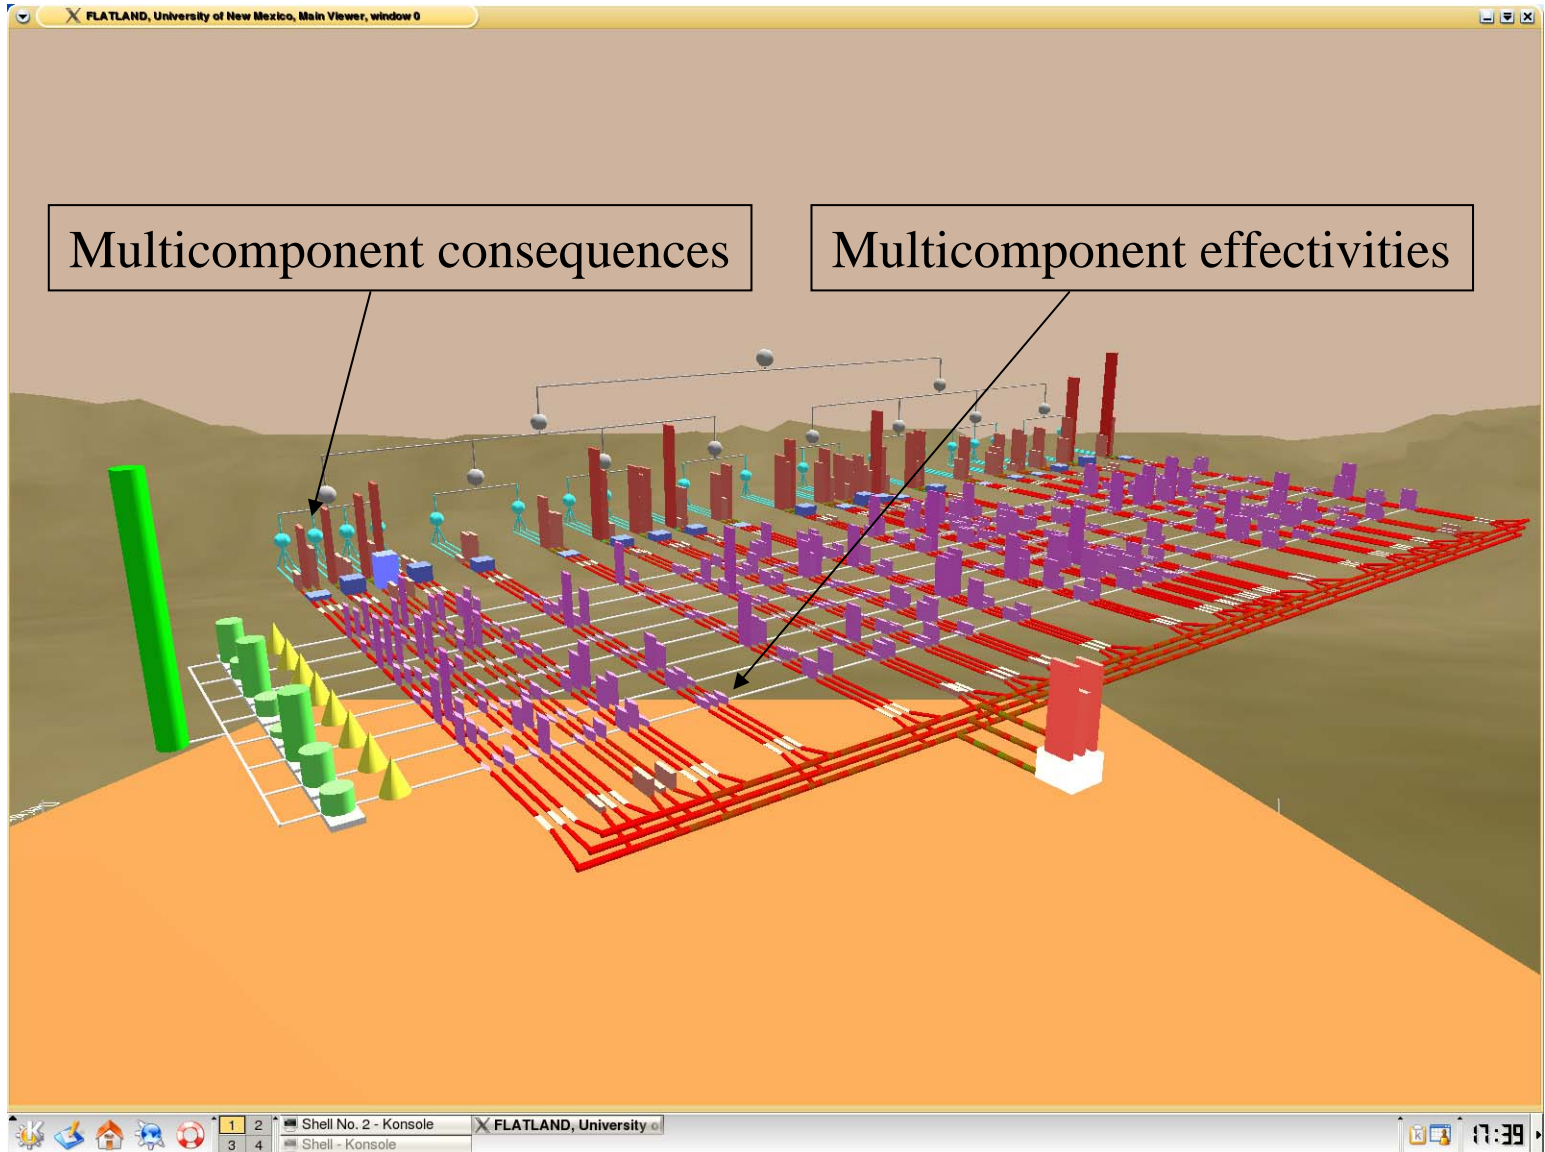 FLATLAND, University of New Mexico, Main Viewer, window 0
Multicomponent consequences
Multicomponent effectivities
1 2
Shell No. 2 - Konsole
FLATLAND, University o
3 4
Shell - Konsole
17:39